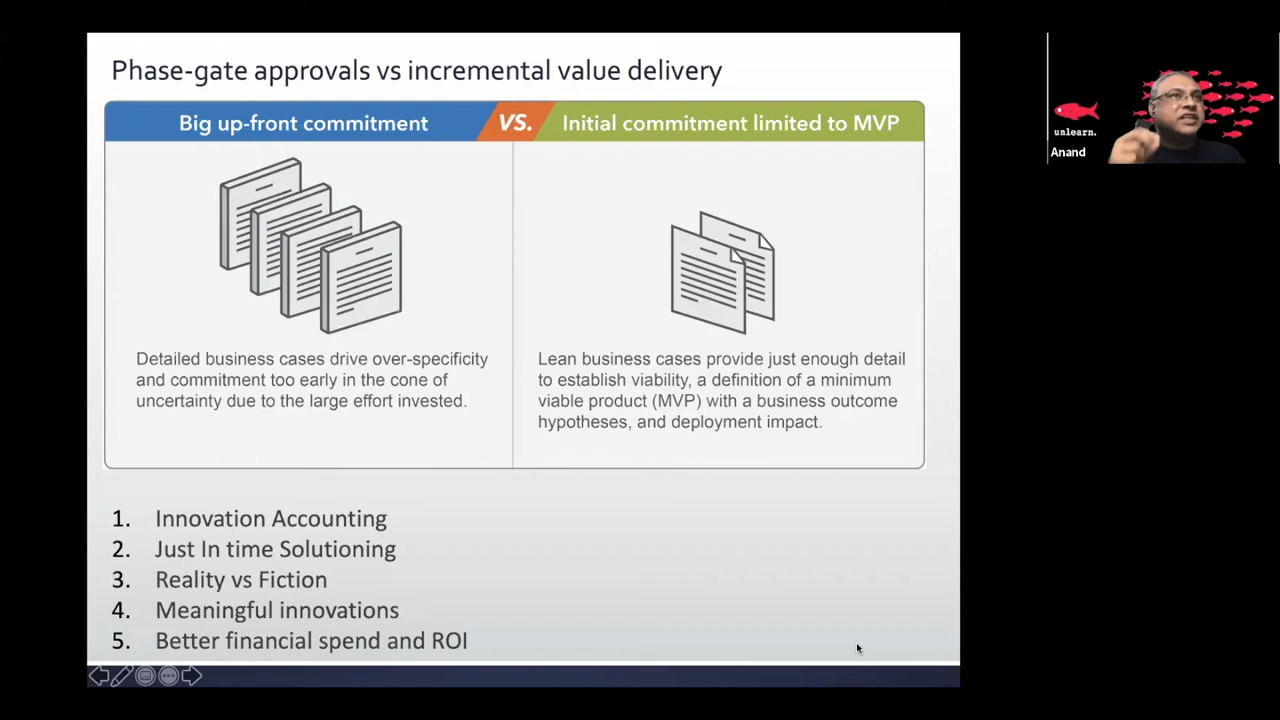 Phase-gate approvals vs incremental value delivery
Big up-front commitment
VS.
Initial commitment limited to MVP
Detailed business cases drive over-specificity
and commitment too early in the cone of
uncertainty due to the large effort invested.
Lean business cases provide just enough detail
to establish viability, a definition of a minimum
viable product (MVP) with a business outcome
hypotheses, and deployment impact.
1. Innovation Accounting
2. Just In time Solutioning
3. Reality vs Fiction
4. Meaningful innovations
5. Better financial spend and ROI
unlearn.
Anand